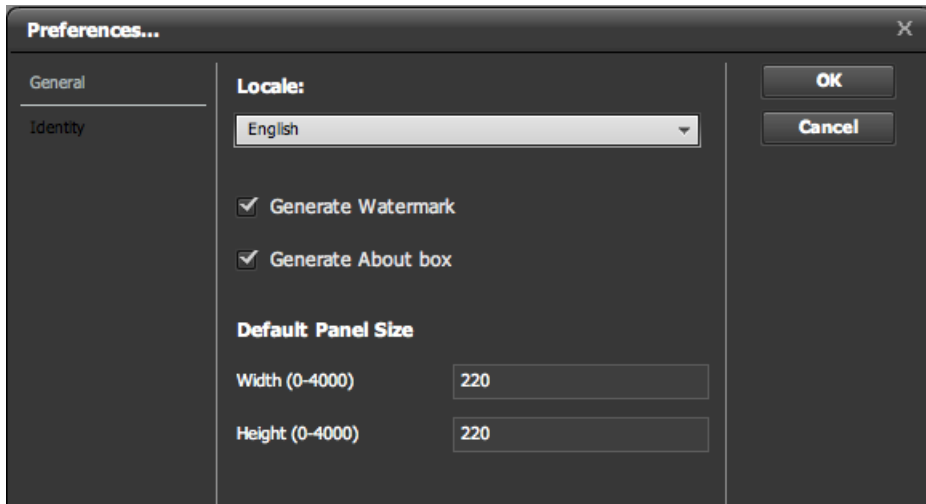 Preferences...
X
General
Identity
Locale:
English
Generate Watermark
Generate About box
Default Panel Size
Width (0-4000)
220
Height (0-4000)
220
OK
Cancel